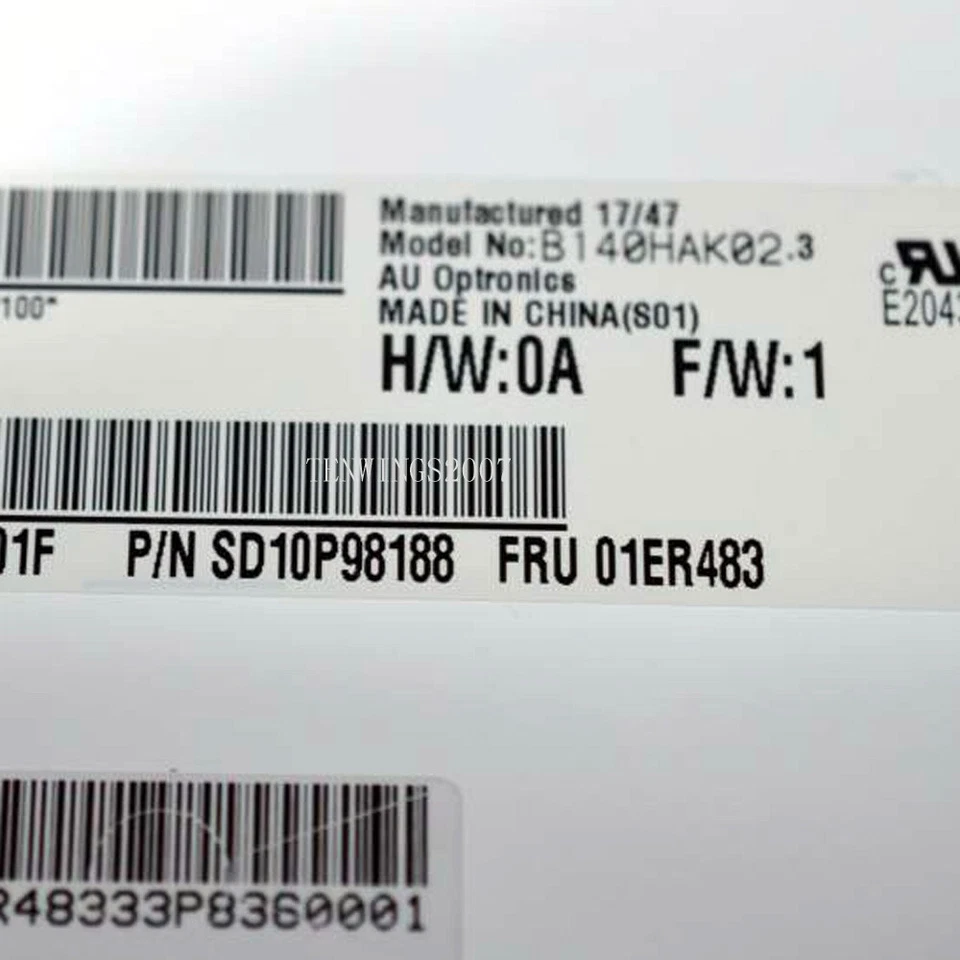 Manufactured 17/47
Model No:B140HAK02.3
AU Optronics
MADE IN CHINA(S01)
H/W:0A F/W:1
100"
c UL
E2043
TENWINGS2007
01F P/N SD10P98188 FRU 01ER483
R48333P8360001